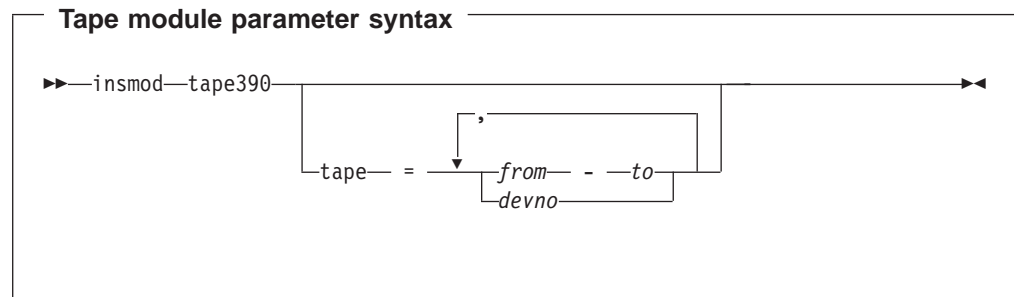 Tape module parameter syntax
insmod tape390
,
tape = from - to
devno